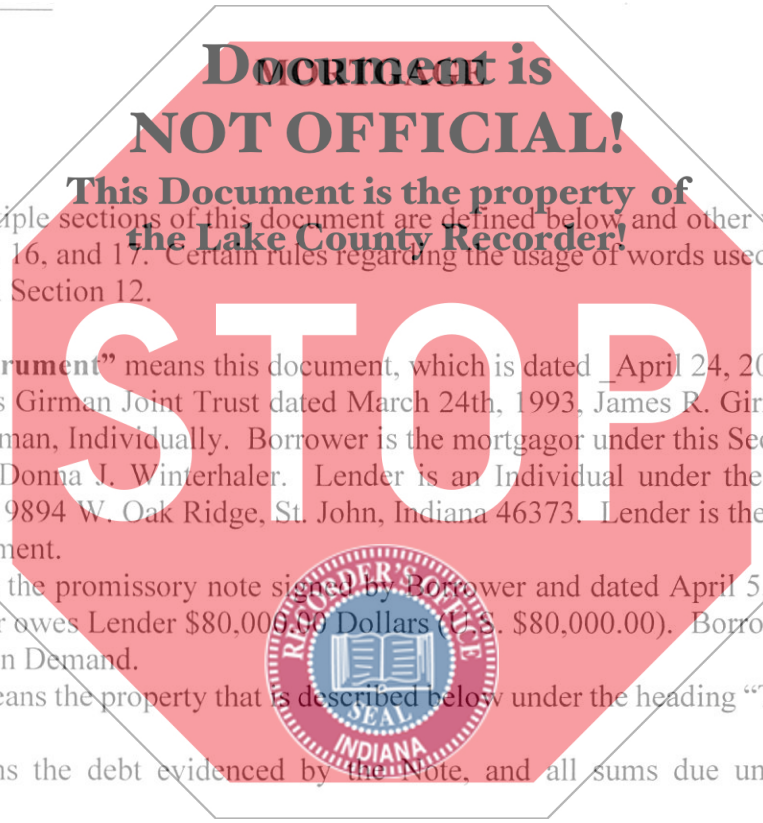 MORTGAGE
Document is
NOT OFFICIAL!
This Document is the property of
the Lake County Recorder!
iple sections of this document are defined below and other
16, and 17. Certain rules regarding the usage of words used
Section 12.
STOP
rument” means this document, which is dated _April 24, 20
s Girman Joint Trust dated March 24th, 1993, James R. Gir
man, Individually. Borrower is the mortgagor under this Sec
Donna J. Winterhaler. Lender is an Individual under the
9894 W. Oak Ridge, St. John, Indiana 46373. Lender is the
ment.
the promissory note signed by Borrower and dated April 5
r owes Lender $80,000.00 Dollars (U.S. $80,000.00). Borro
n Demand.
eans the property that is described below under the heading “T
ns the debt evidenced by the Note, and all sums due un
RECORDER'S OFFICE
SEAL
INDIANA